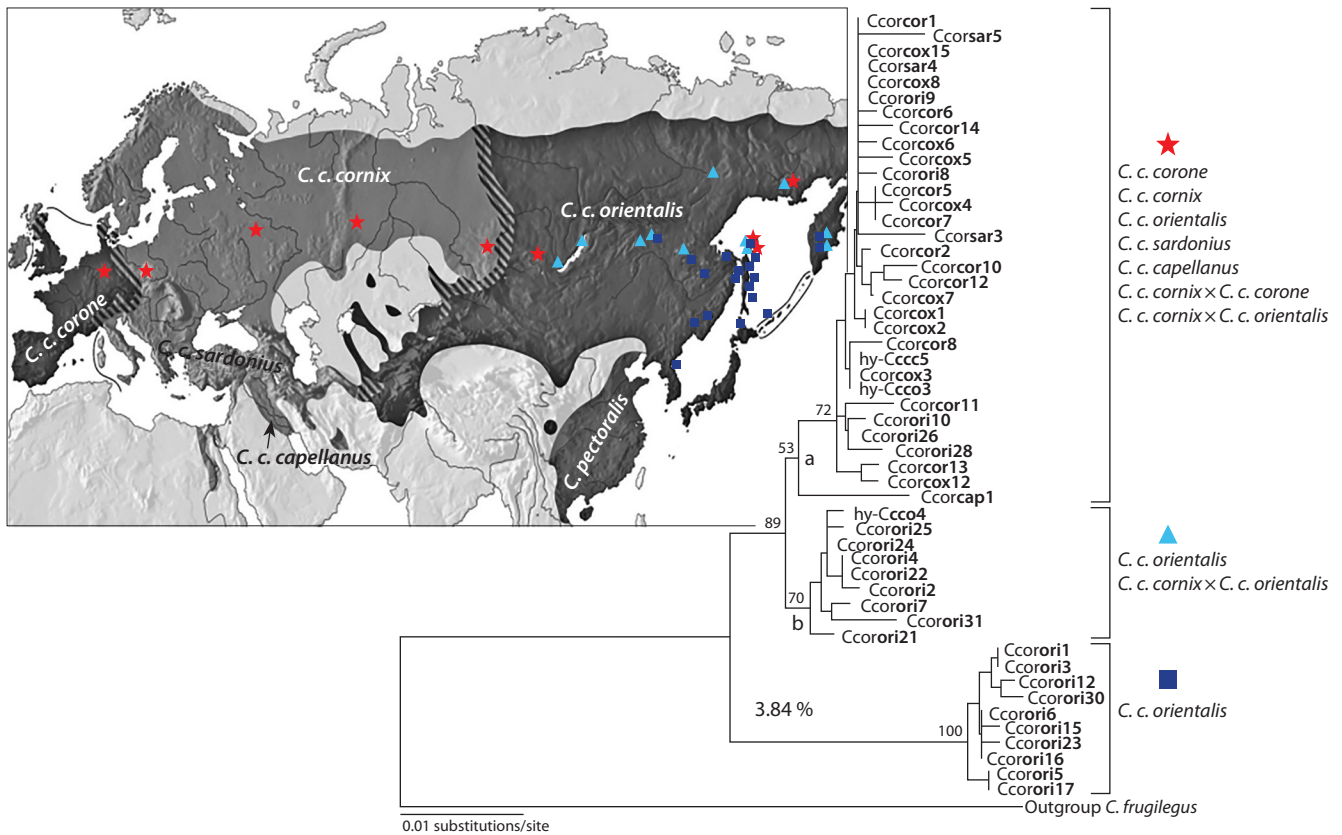 C. c. cornix
C. c. orientalis
C. c. corone
C. c. sardonius
C. c. capellanus
C. pectoralis
Ccorcor1
Ccorsar5
Ccorcox15
Ccorsar4
Ccorcox8
Ccorori9
Ccorcor6
Ccorcor14
Ccorcox6
Ccorcox5
Ccorori8
Ccorcor5
Ccorcox4
Ccorcor7
Ccorsar3
Ccorcor2
Ccorcor10
Ccorcor12
Ccorcox7
Ccorcox1
Ccorcox2
Ccorcor8
hy-Cccc5
Ccorcox3
hy-Ccco3
Ccorcor11
Ccorori10
Ccorori26
Ccorori28
Ccorcor13
Ccorcox12
Ccorcap1
72
53
a
89
hy-Ccco4
Ccorori25
Ccorori24
Ccorori4
Ccorori22
Ccorori2
Ccorori7
Ccorori31
Ccorori21
70
b
Ccorori1
Ccorori3
Ccorori12
Ccorori30
Ccorori6
Ccorori15
Ccorori23
Ccorori16
Ccorori5
Ccorori17
3.84 %
100
Outgroup C. frugilegus
0.01 substitutions/site
C. c. corone
C. c. cornix
C. c. orientalis
C. c. sardonius
C. c. capellanus
C. c. cornix × C. c. corone
C. c. cornix × C. c. orientalis
C. c. orientalis
C. c. cornix × C. c. orientalis
C. c. orientalis